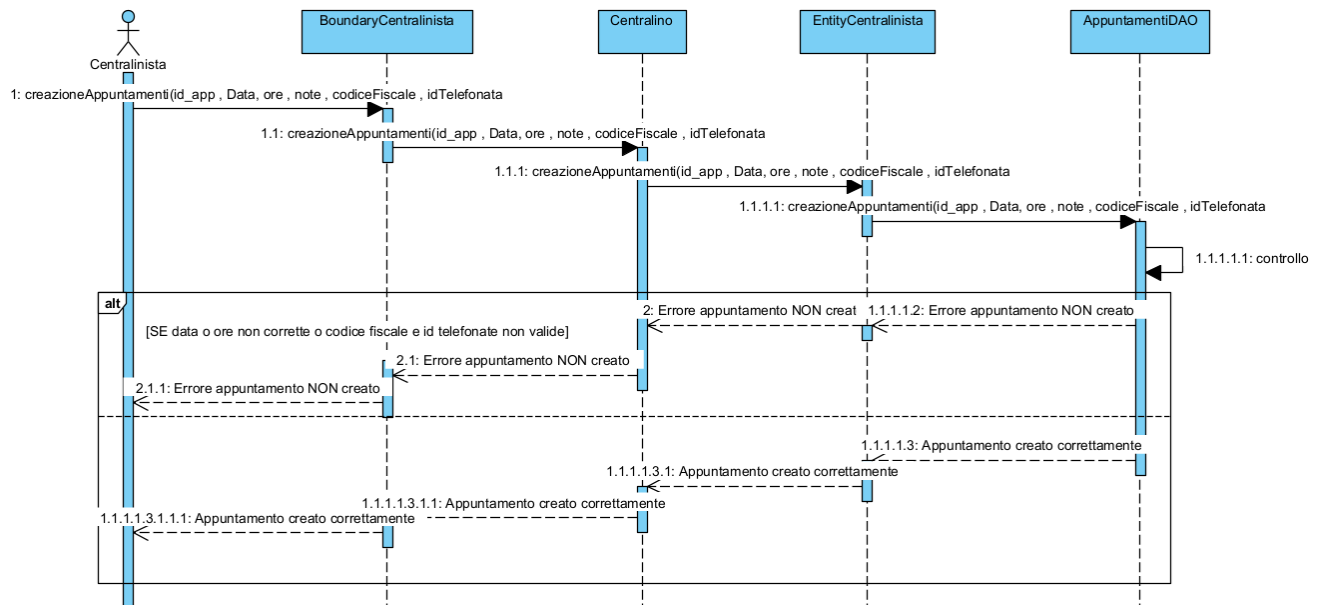 BoundaryCentralinista
Centralino
EntityCentralinista
AppuntamentiDAO
Centralinista
1: creazioneAppuntamenti(id_app , Data, ore , note , codiceFiscale , idTelefonata
1.1: creazioneAppuntamenti(id_app , Data, ore , note , codiceFiscale , idTelefonata
1.1.1: creazioneAppuntamenti(id_app , Data, ore , note , codiceFiscale , idTelefonata
1.1.1.1: creazioneAppuntamenti(id_app , Data, ore , note , codiceFiscale , idTelefonata
1.1.1.1.1: controllo
alt
2: Errore appuntamento NON creat
1.1.1.1.2: Errore appuntamento NON creato
[SE data o ore non corrette o codice fiscale e id telefonate non valide]
2.1: Errore appuntamento NON creato
2.1.1: Errore appuntamento NON creato
1.1.1.1.3: Appuntamento creato correttamente
1.1.1.1.3.1: Appuntamento creato correttamente
1.1.1.1.3.1.1: Appuntamento creato correttamente
1.1.1.1.3.1.1.1: Appuntamento creato correttamente